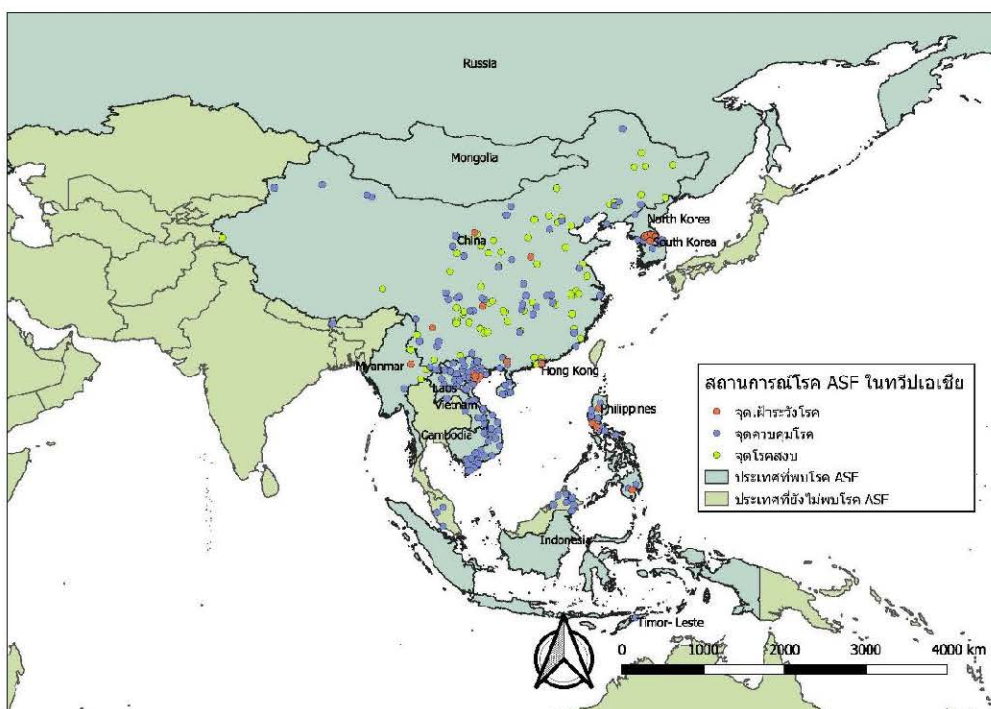 Russia
Mongolia
North Korea
China
South Korea
Myanmar
Hong Kong
Laos
Vietnam
Philippines
Cambodia
Indonesia
Timor- Leste
สถานการณ์โรค ASF ในทวีปเอเชีย
จุดเฝ้าระวังโรค
จุดควบคุมโรค
จุดโรคสงบ
ประเทศที่พบโรค ASF
ประเทศที่ยังไม่พบโรค ASF
0 1000 2000 3000 4000 km